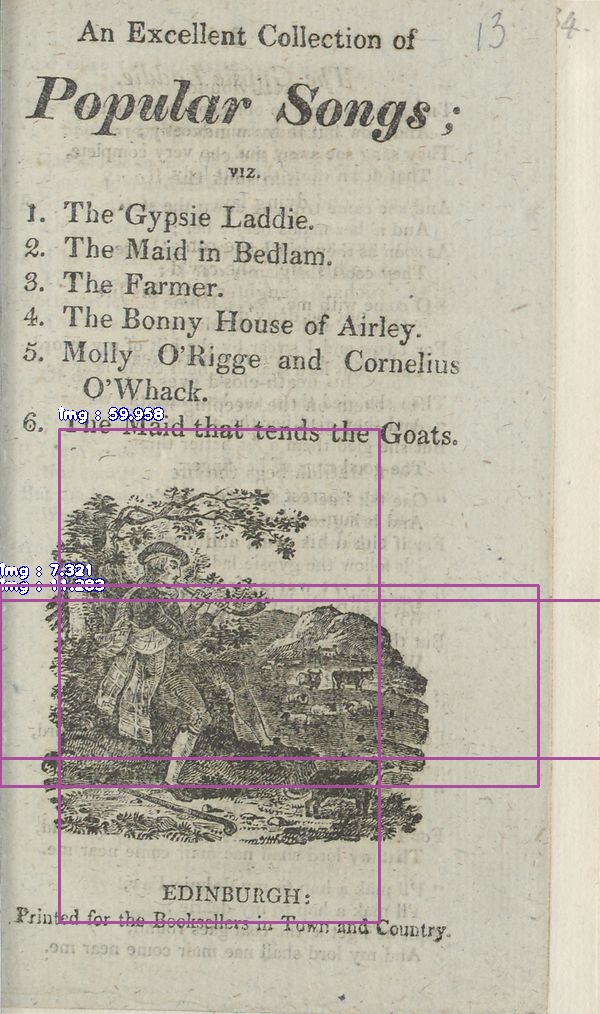 An Excellent Collection of
13
34.
Popular Songs;
VIZ.
1. The Gypsie Laddie.
2. The Maid in Bedlam.
3. The Farmer.
4. The Bonny House of Airley.
5. Molly O'Rigge and Cornelius
O'Whack.
Img : 59.958
6. The Maid that tends the Goats.
Img : 7.321
Img : 11.283
EDINBURGH:
Printed for the Booksellers in Town and Country.